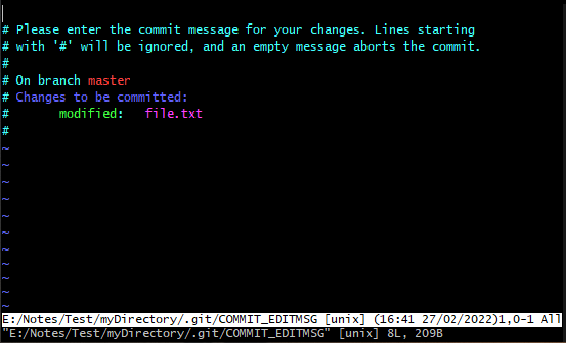 # Please enter the commit message for your changes. Lines starting
# with '#' will be ignored, and an empty message aborts the commit.
#
# On branch master
# Changes to be committed:
#       modified:   file.txt
#
~
~
~
~
~
~
~
~
~
~
E:/Notes/Test/myDirectory/.git/COMMIT_EDITMSG [unix] (16:41 27/02/2022)1,0-1 All
"E:/Notes/Test/myDirectory/.git/COMMIT_EDITMSG" [unix] 8L, 209B